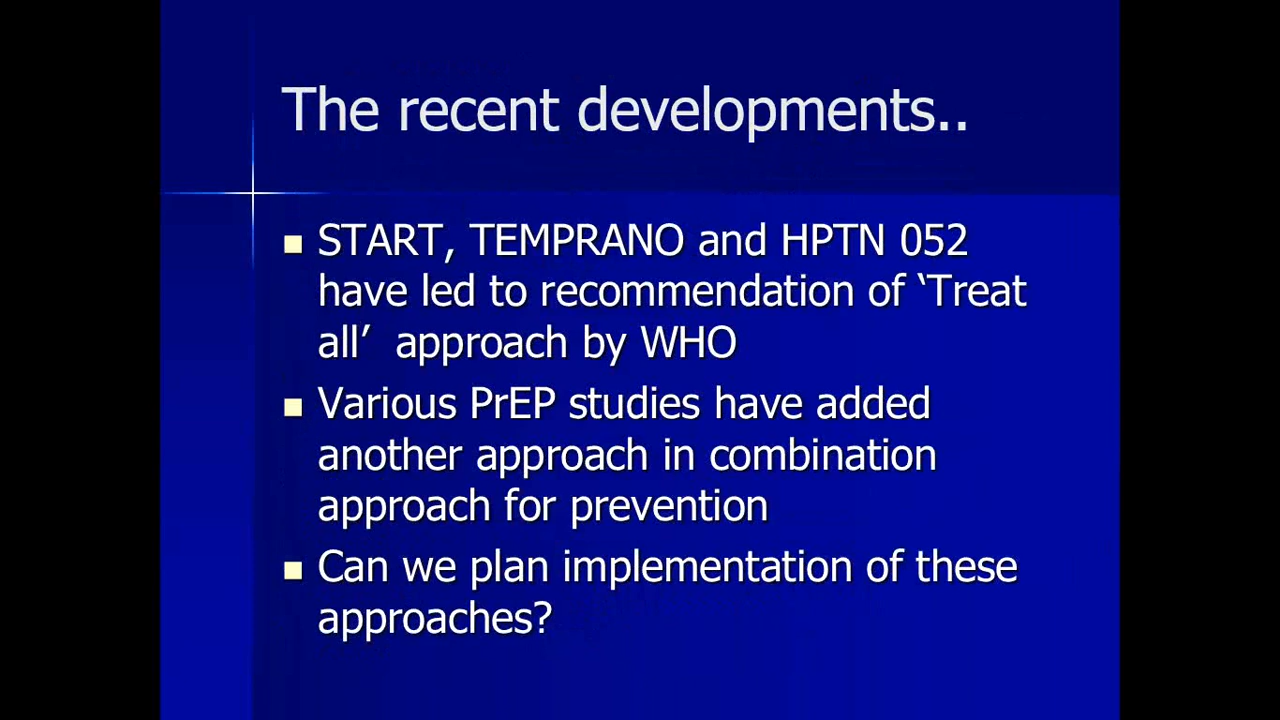 The recent developments..
START, TEMPRANO and HPTN 052
have led to recommendation of ‘Treat
all’ approach by WHO
Various PrEP studies have added
another approach in combination
approach for prevention
Can we plan implementation of these
approaches?